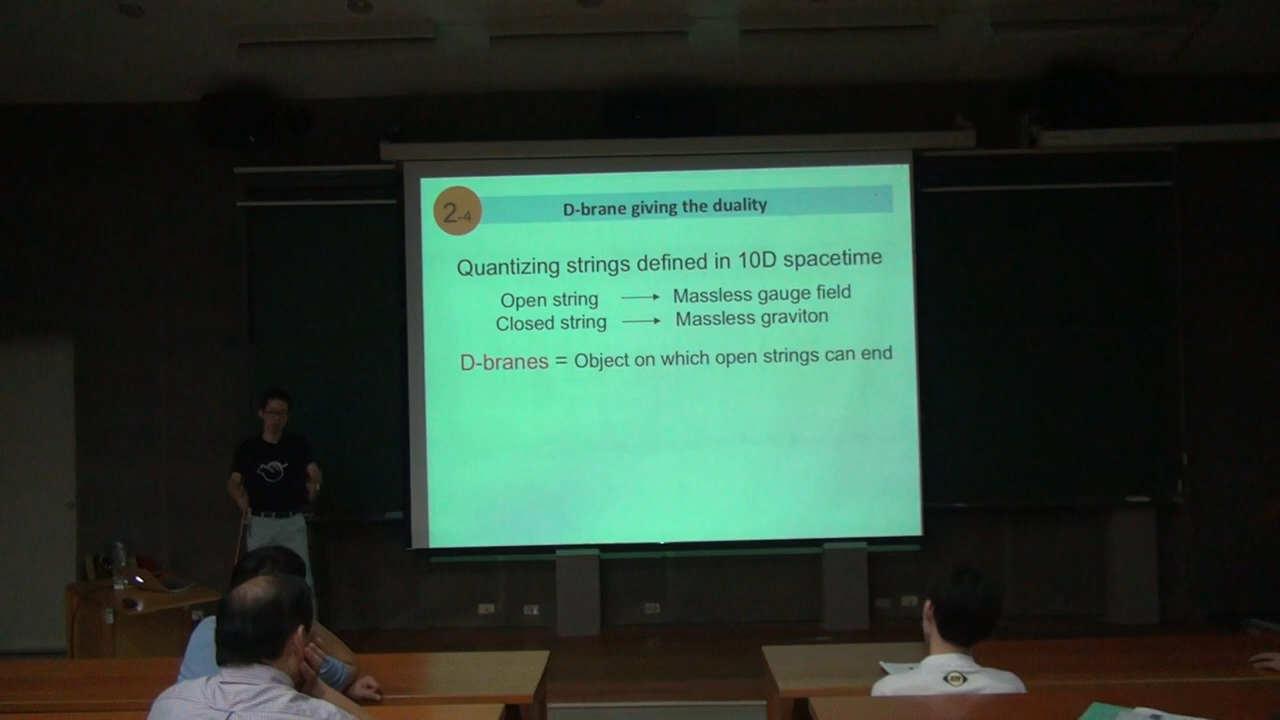 2-4
D-brane giving the duality
Quantizing strings defined in 10D spacetime
Open string → Massless gauge field
Closed string → Massless graviton
D-branes = Object on which open strings can end